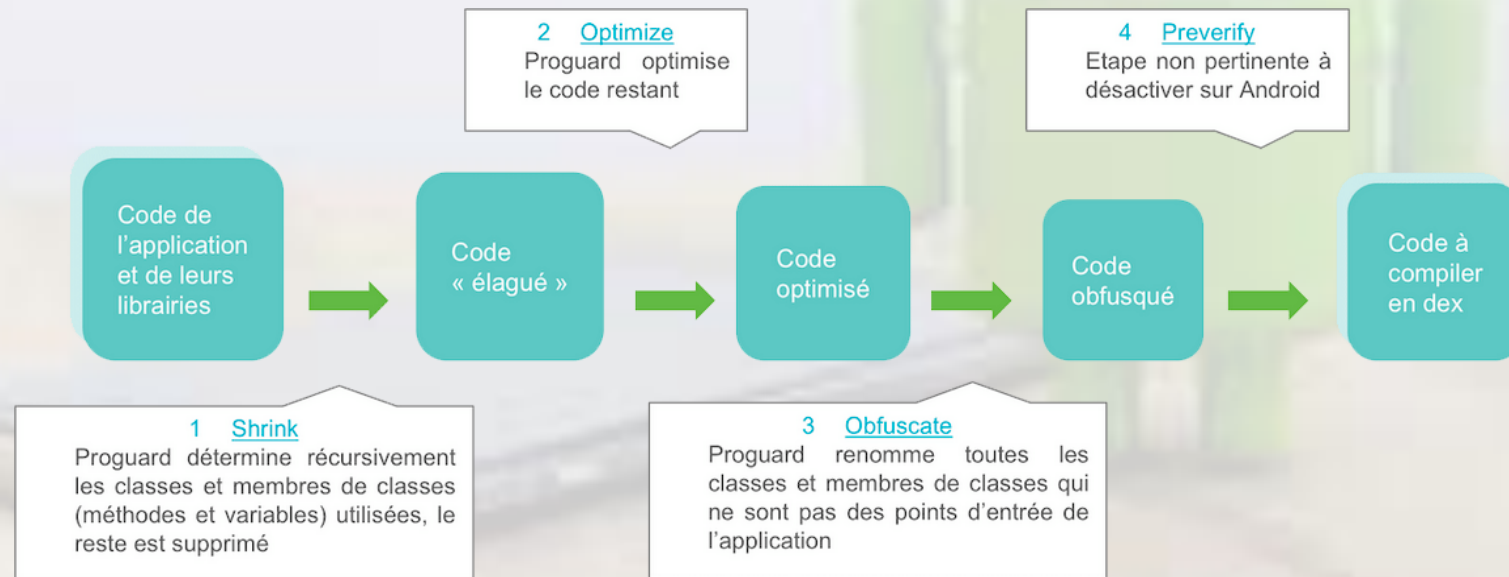 2 Optimize
Proguard optimise
le code restant
4 Preverify
Etape non pertinente à
désactiver sur Android
Code de
l'application
et de leurs
librairies
Code
« élagué »
Code
optimisé
Code
obfusqué
Code à
compiler
en dex
1 Shrink
Proguard détermine récursivement
les classes et membres de classes
(méthodes et variables) utilisées, le
reste est supprimé
3 Obfuscate
Proguard renomme toutes les
classes et membres de classes qui
ne sont pas des points d'entrée de
l'application